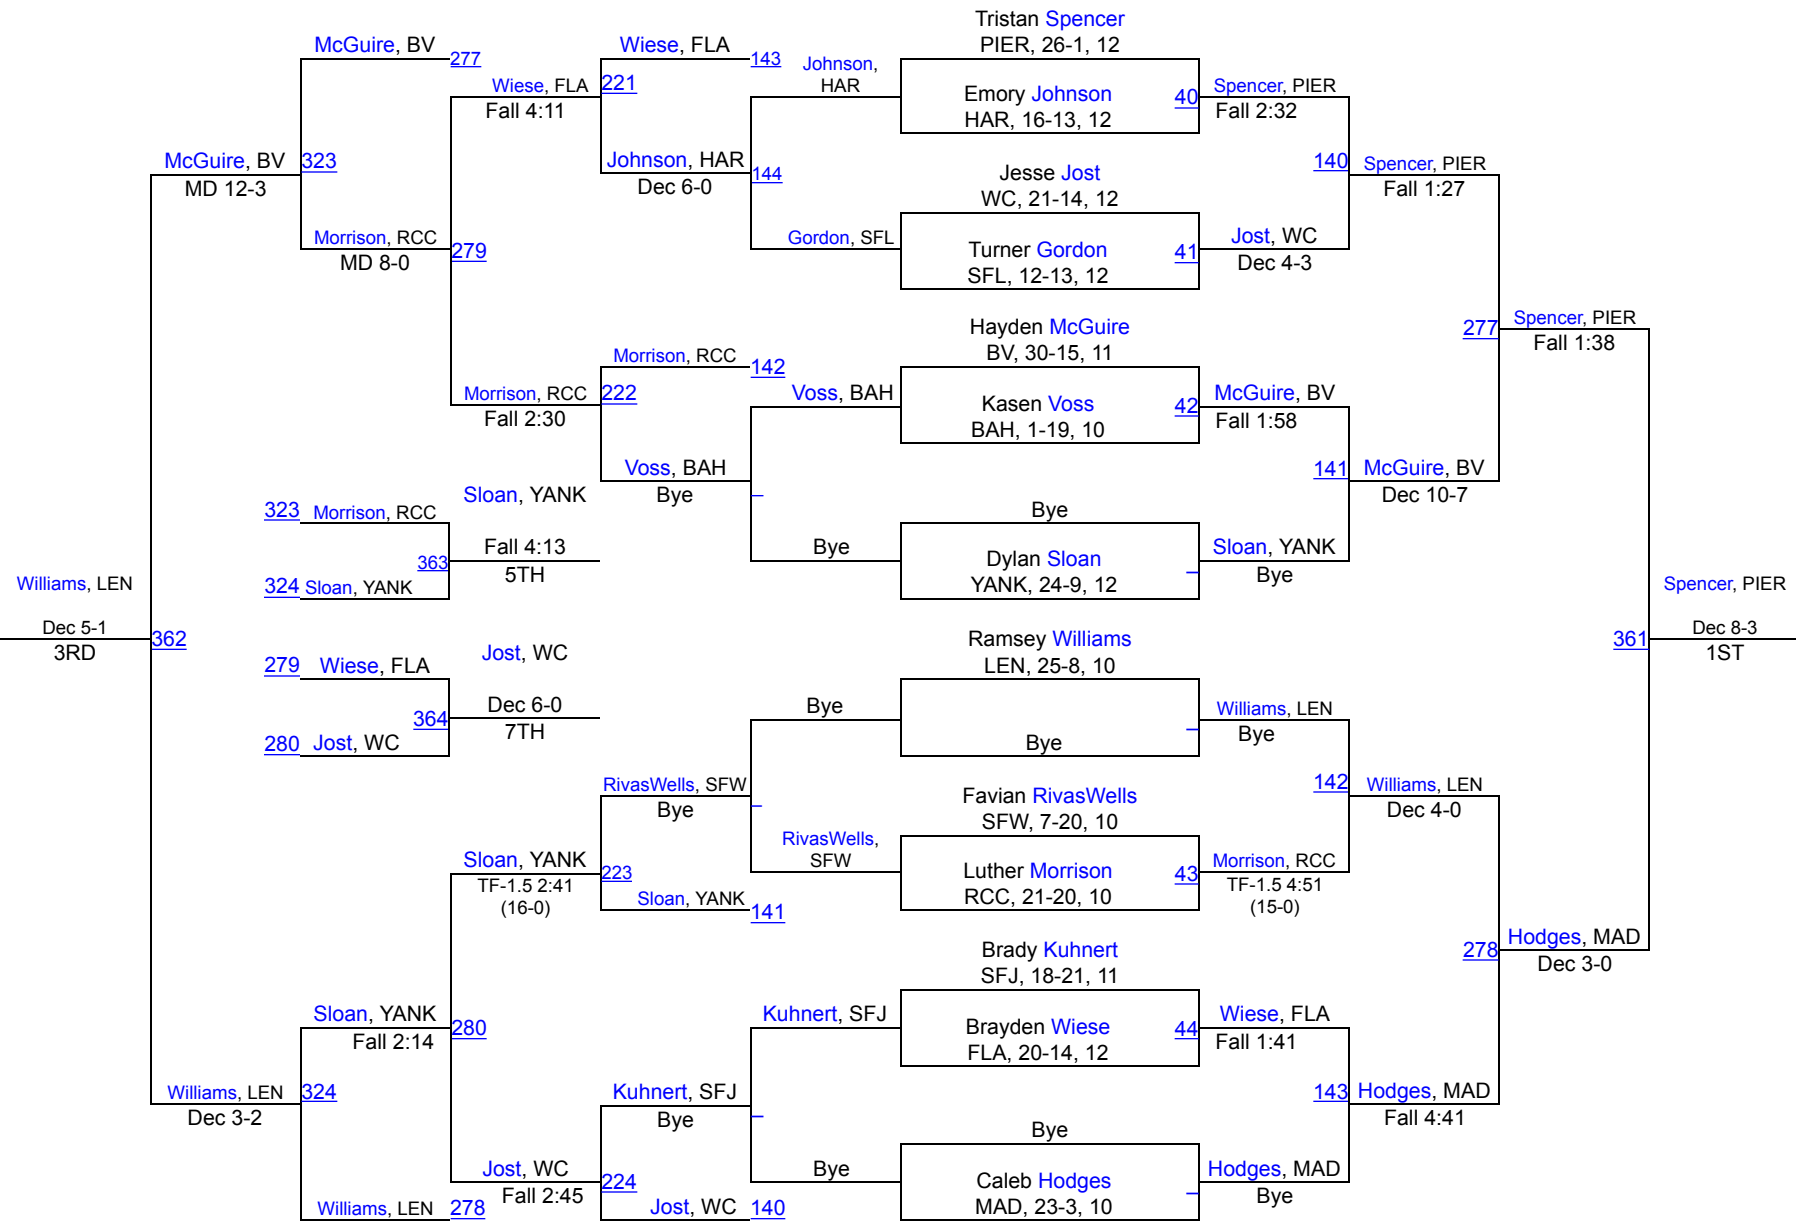 Tristan Spencer
PIER, 26-1, 12
McGuire, BV
277
Wiese, FLA
143
Johnson,
HAR
Wiese, FLA
Fall 4:11
221
Emory Johnson
HAR, 16-13, 12
40
Spencer, PIER
Fall 2:32
McGuire, BV
MD 12-3
323
Johnson, HAR
Dec 6-0
144
Jesse Jost
WC, 21-14, 12
140
Spencer, PIER
Fall 1:27
Morrison, RCC
MD 8-0
279
Gordon, SFL
Turner Gordon
SFL, 12-13, 12
41
Jost, WC
Dec 4-3
Hayden McGuire
BV, 30-15, 11
277
Spencer, PIER
Fall 1:38
Morrison, RCC
142
Morrison, RCC
Fall 2:30
222
Voss, BAH
Kasen Voss
BAH, 1-19, 10
42
McGuire, BV
Fall 1:58
Voss, BAH
Bye
141
McGuire, BV
Dec 10-7
Sloan, YANK
323
Morrison, RCC
Bye
Fall 4:13
5TH
363
Bye
Dylan Sloan
YANK, 24-9, 12
Sloan, YANK
Bye
324
Sloan, YANK
Williams, LEN
Dec 5-1
3RD
362
Spencer, PIER
Dec 8-3
1ST
361
Ramsey Williams
LEN, 25-8, 10
279
Wiese, FLA
Jost, WC
Dec 6-0
7TH
364
Bye
Bye
Williams, LEN
Bye
280
Jost, WC
RivasWells, SFW
Bye
Favian RivasWells
SFW, 7-20, 10
142
Williams, LEN
Dec 4-0
RivasWells,
SFW
Sloan, YANK
TF-1.5 2:41
(16-0)
223
Luther Morrison
RCC, 21-20, 10
43
Morrison, RCC
TF-1.5 4:51
(15-0)
Sloan, YANK
141
Brady Kuhnert
SFJ, 18-21, 11
278
Hodges, MAD
Dec 3-0
Sloan, YANK
Fall 2:14
280
Kuhnert, SFJ
Brayden Wiese
FLA, 20-14, 12
44
Wiese, FLA
Fall 1:41
Williams, LEN
Dec 3-2
324
Kuhnert, SFJ
Bye
143
Hodges, MAD
Fall 4:41
Bye
Jost, WC
Fall 2:45
224
Bye
Caleb Hodges
MAD, 23-3, 10
Hodges, MAD
Bye
Williams, LEN
278
Jost, WC
140